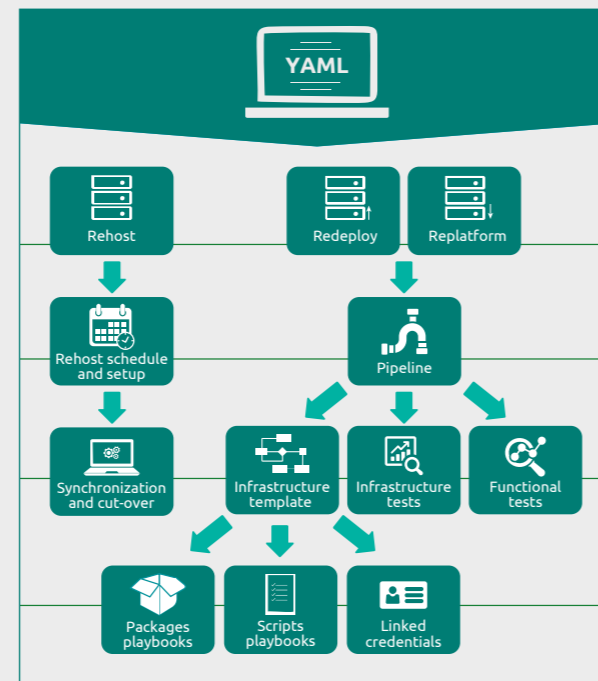 YAML
Rehost
Redeploy
Replatform
Rehost schedule
and setup
Pipeline
Synchronization
and cut-over
Infrastructure
template
Infrastructure
tests
Functional
tests
Packages
playbooks
Scripts
playbooks
Linked
credentials